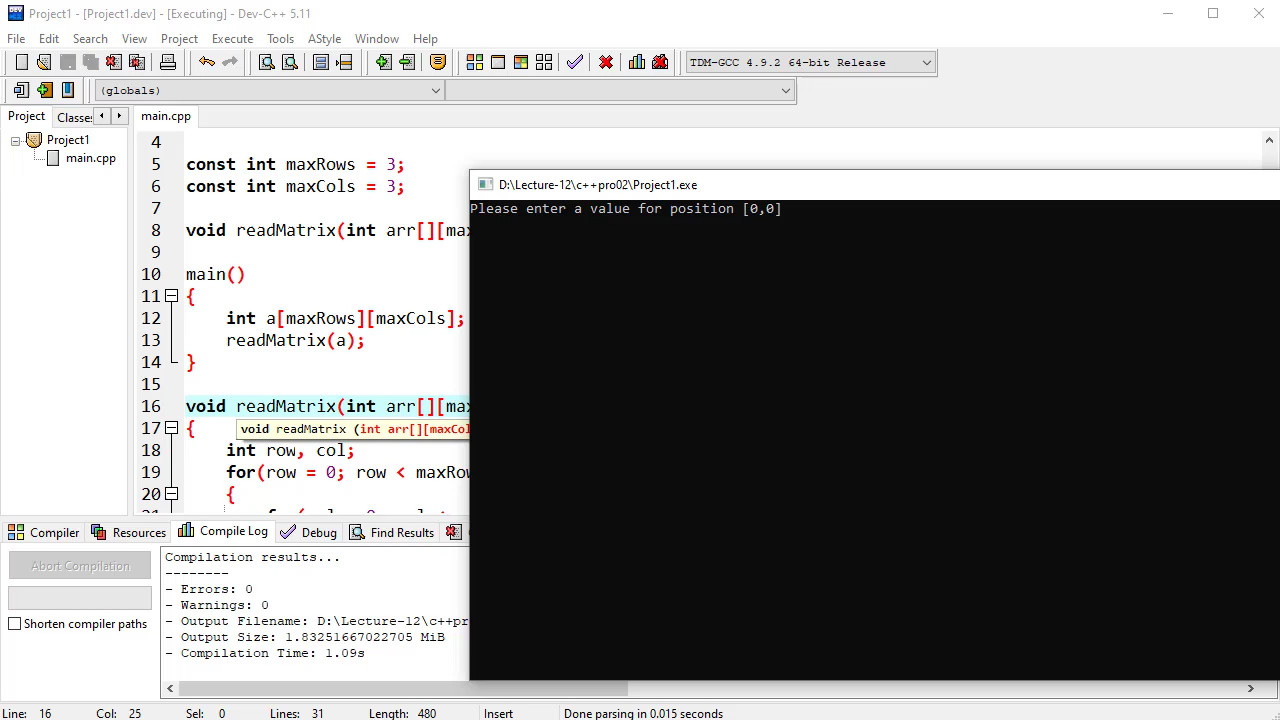 Project1 - [Project1.dev] - [Executing] - Dev-C++ 5.11
File Edit Search View Project Execute Tools AStyle Window Help
TDM-GCC 4.9.2 64-bit Release
(globals)
Project Classes
main.cpp
Project1
main.cpp
4
5 const int maxRows = 3;
6 const int maxCols = 3;
7
8 void readMatrix(int arr[][max
9
10 main()
11 {
12 int a[maxRows][maxCols];
13 readMatrix(a);
14 }
15
16 void readMatrix(int arr[][max
void readMatrix (int arr[][maxCol
17 {
18 int row, col;
19 for(row = 0; row < maxRow
20 {
D:\Lecture-12\c++pro02\Project1.exe
Please enter a value for position [0,0]
Compiler Resources Compile Log Debug Find Results
Abort Compilation
Shorten compiler paths
Compilation results...
--------
- Errors: 0
- Warnings: 0
- Output Filename: D:\Lecture-12\c++pr
- Output Size: 1.83251667022705 MiB
- Compilation Time: 1.09s
Line: 16 Col: 25 Sel: 0 Lines: 31 Length: 480 Insert Done parsing in 0.015 seconds